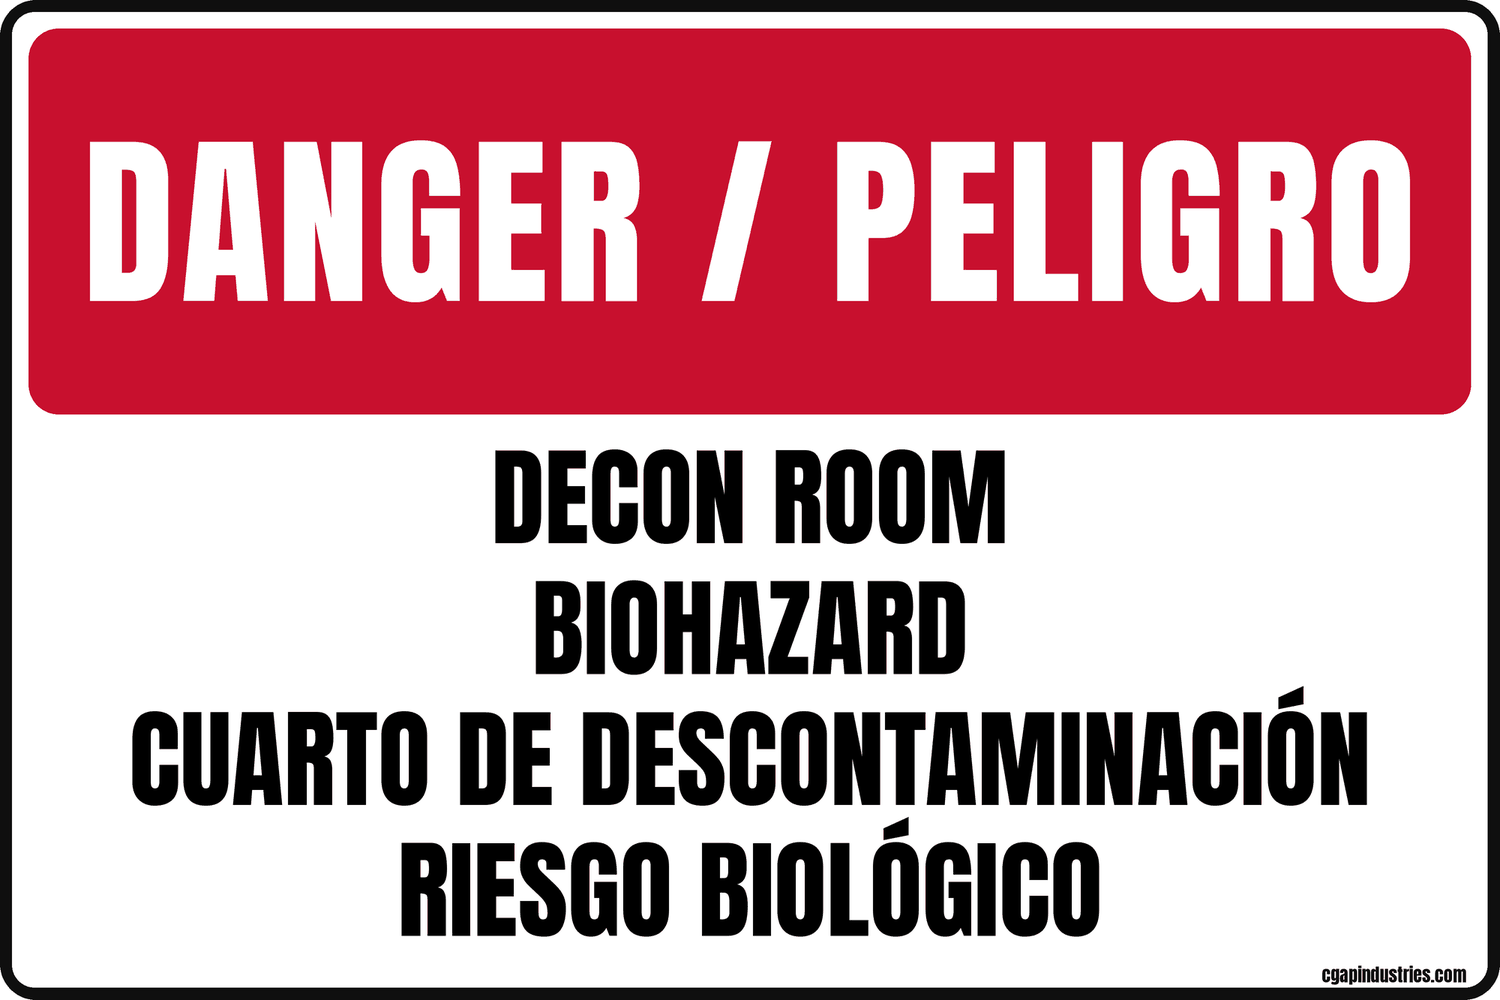 DANGER / PELIGRO
DECON ROOM
BIOHAZARD
CUARTO DE DESCONTAMINACIÓN
RIESGO BIOLÓGICO
cgapindustries.com